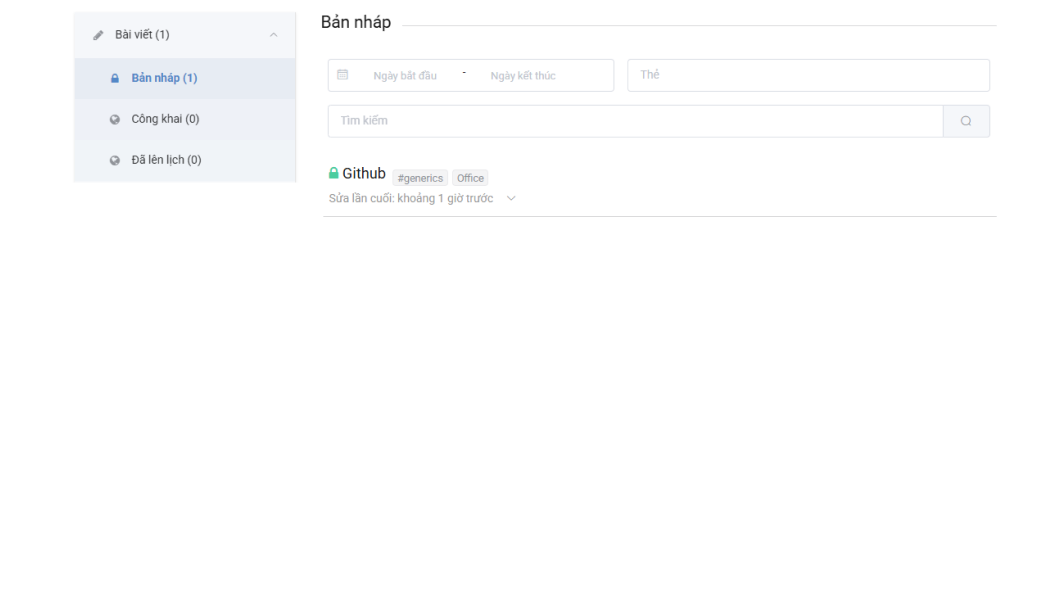 Bài viết (1)
Bản nháp (1)
Công khai (0)
Đã lên lịch (0)
Bản nháp
Ngày bắt đầu - Ngày kết thúc
Thẻ
Tìm kiếm
Github #generics Office
Sửa lần cuối: khoảng 1 giờ trước